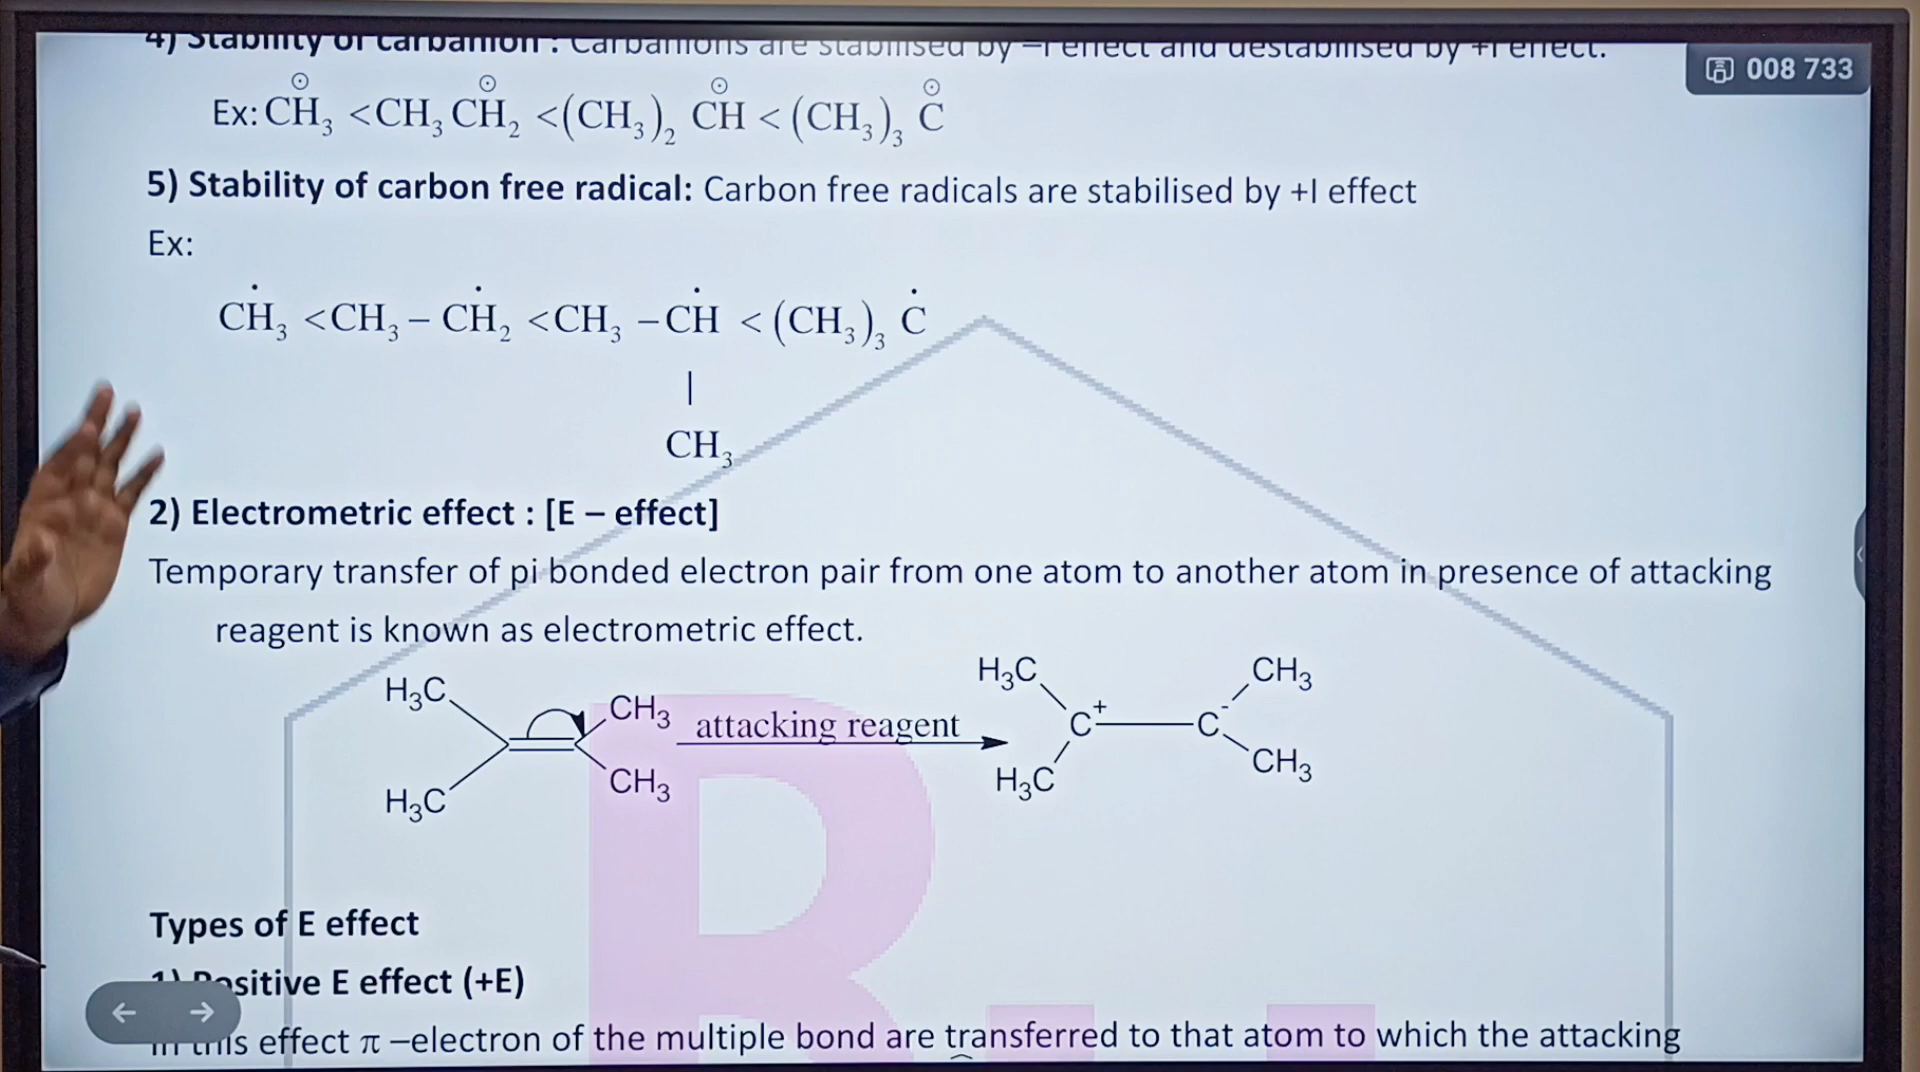 4) Stability of carbanion : Carbanions are stabilised by –I effect and destabilised by +I effect.
008 733
Ex: CH₃ <CH₃ CH₂ <(CH₃)₂ CH < (CH₃)₃ C
5) Stability of carbon free radical: Carbon free radicals are stabilised by +I effect
Ex:
ĊH₃ <CH₃ – ĊH₂ <CH₃ – ĊH < (CH₃)₃ Ċ
|
CH₃
2) Electrometric effect : [E – effect]
Temporary transfer of pi bonded electron pair from one atom to another atom in presence of attacking
reagent is known as electrometric effect.
H₃C CH₃ H₃C CH₃
attacking reagent C⁺ C⁻
H₃C CH₃ H₃C CH₃
Types of E effect
1) Positive E effect (+E)
In this effect π –electron of the multiple bond are transferred to that atom to which the attacking